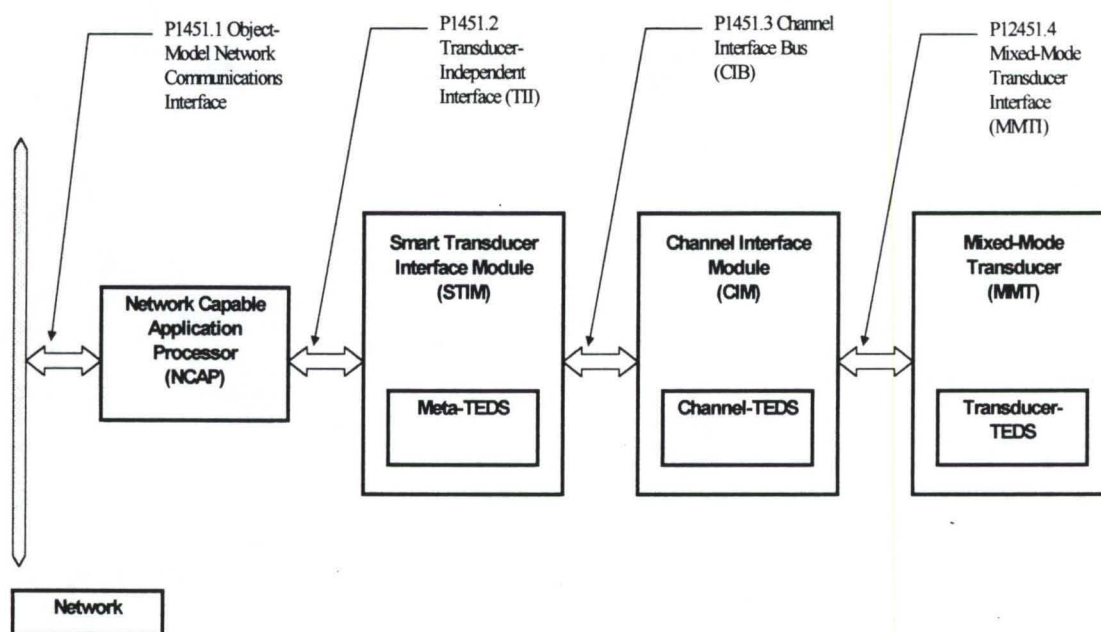 P1451.1 Object-
Model Network
Communications
Interface
P1451.2
Transducer-
Independent
Interface (TII)
P1451.3 Channel
Interface Bus
(CIB)
P12451.4
Mixed-Mode
Transducer
Interface
(MMTI)
Network Capable
Application
Processor
(NCAP)
Smart Transducer
Interface Module
(STIM)
Meta-TEDS
Channel Interface
Module
(CIM)
Channel-TEDS
Mixed-Mode
Transducer
(MMT)
Transducer-
TEDS
Network